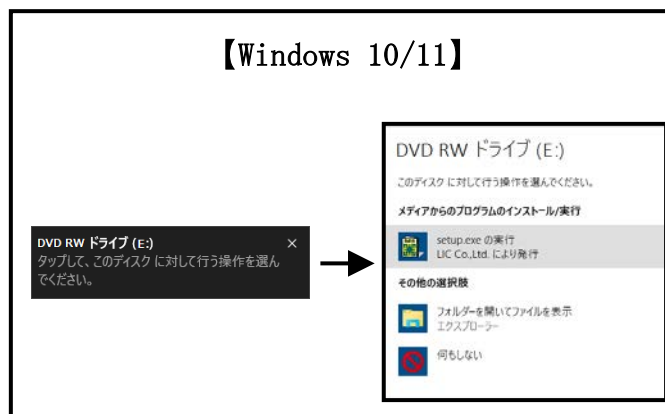 【Windows 10/11】
DVD RW ドライブ (E:)
×
タップして、このディスク に対して行う操作を選ん
でください。
DVD RW ドライブ (E:)
このディスク に対して行う操作を選んでください。
メディアからのプログラムのインストール/実行
setup.exe の実行
LIC Co.,Ltd. により発行
その他の選択肢
フォルダーを開いてファイルを表示
エクスプローラー
何もしない